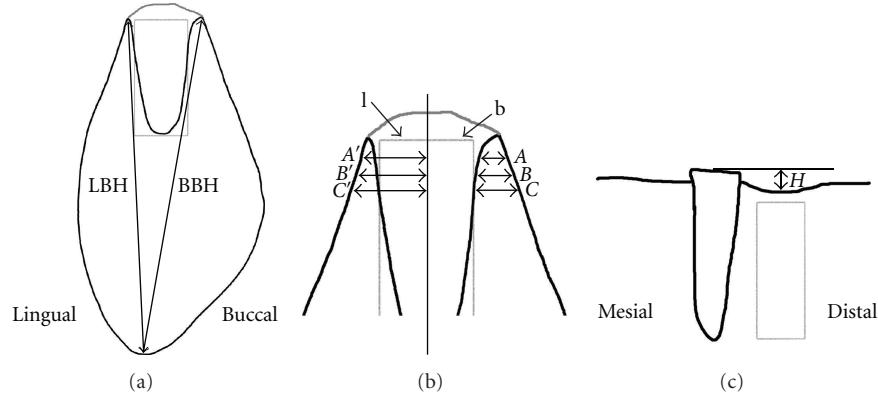 LBH BBH
Lingual Buccal
(a)
l b
A′ A
B′ B
C′ C
(b)
H
Mesial Distal
(c)